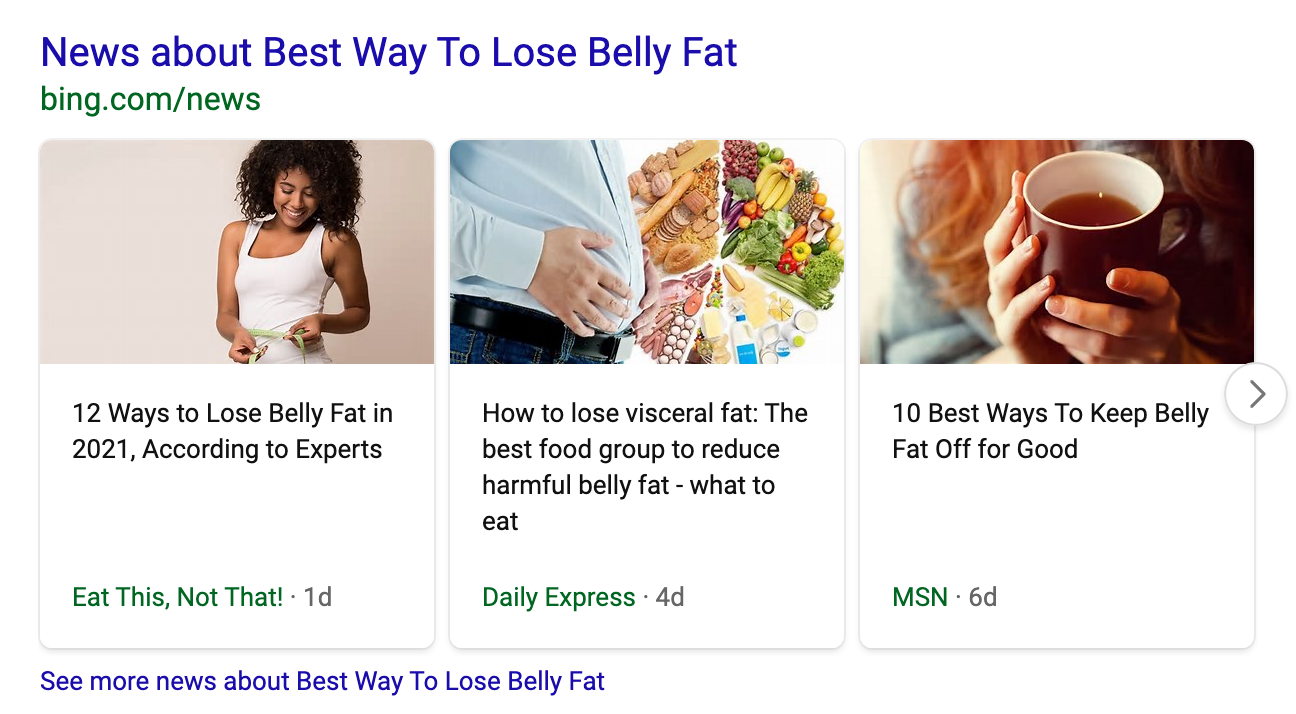 News about Best Way To Lose Belly Fat
bing.com/news
12 Ways to Lose Belly Fat in
2021, According to Experts
Eat This, Not That! · 1d
How to lose visceral fat: The
best food group to reduce
harmful belly fat - what to
eat
Daily Express · 4d
10 Best Ways To Keep Belly
Fat Off for Good
MSN · 6d
See more news about Best Way To Lose Belly Fat